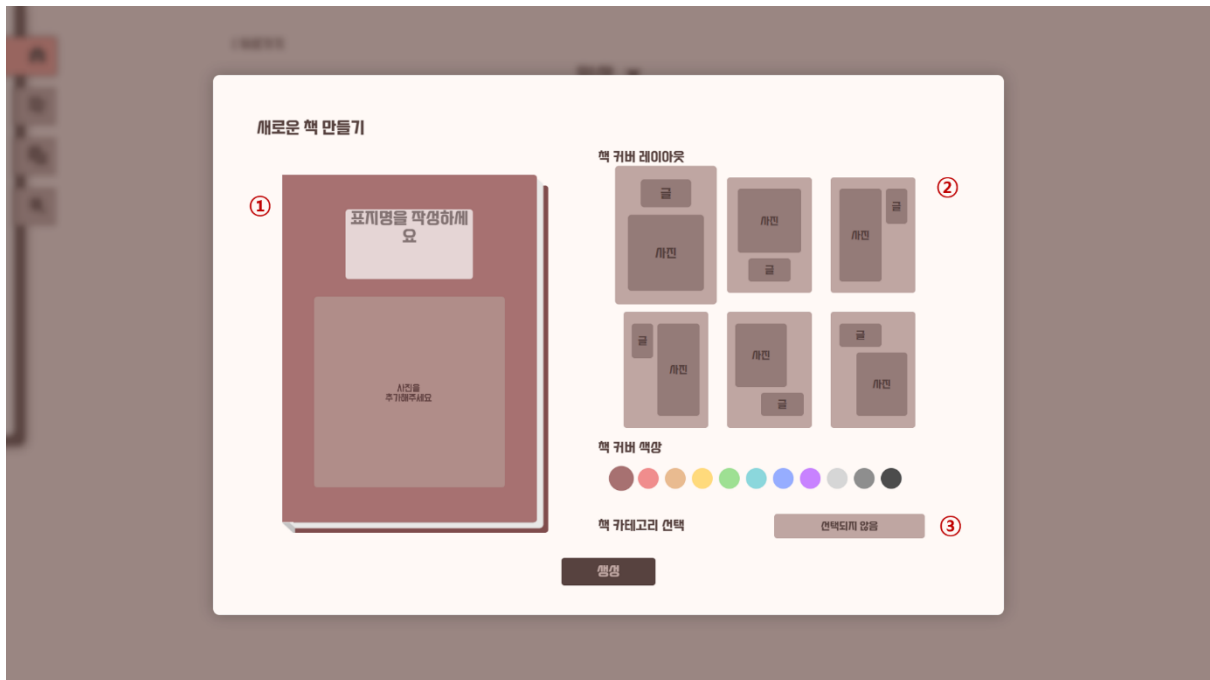 새로운 책 만들기
①
표지명을 작성하세
요
사진을
추가해주세요
책 커버 레이아웃
②
글
사진
사진
글
사진
글
글
사진
사진
글
글
사진
책 커버 색상
책 카테고리 선택
선택되지 않음
③
생성